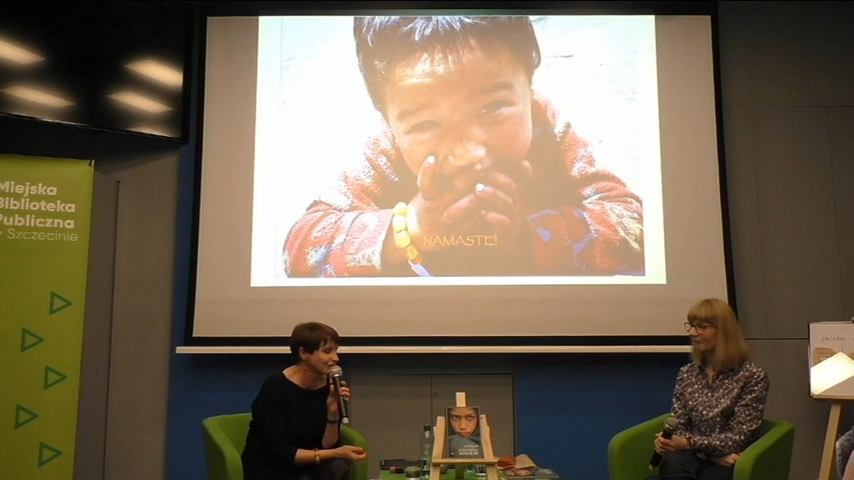 Miejska
Biblioteka
Publiczna
w Szczecinie
NAMASTE!